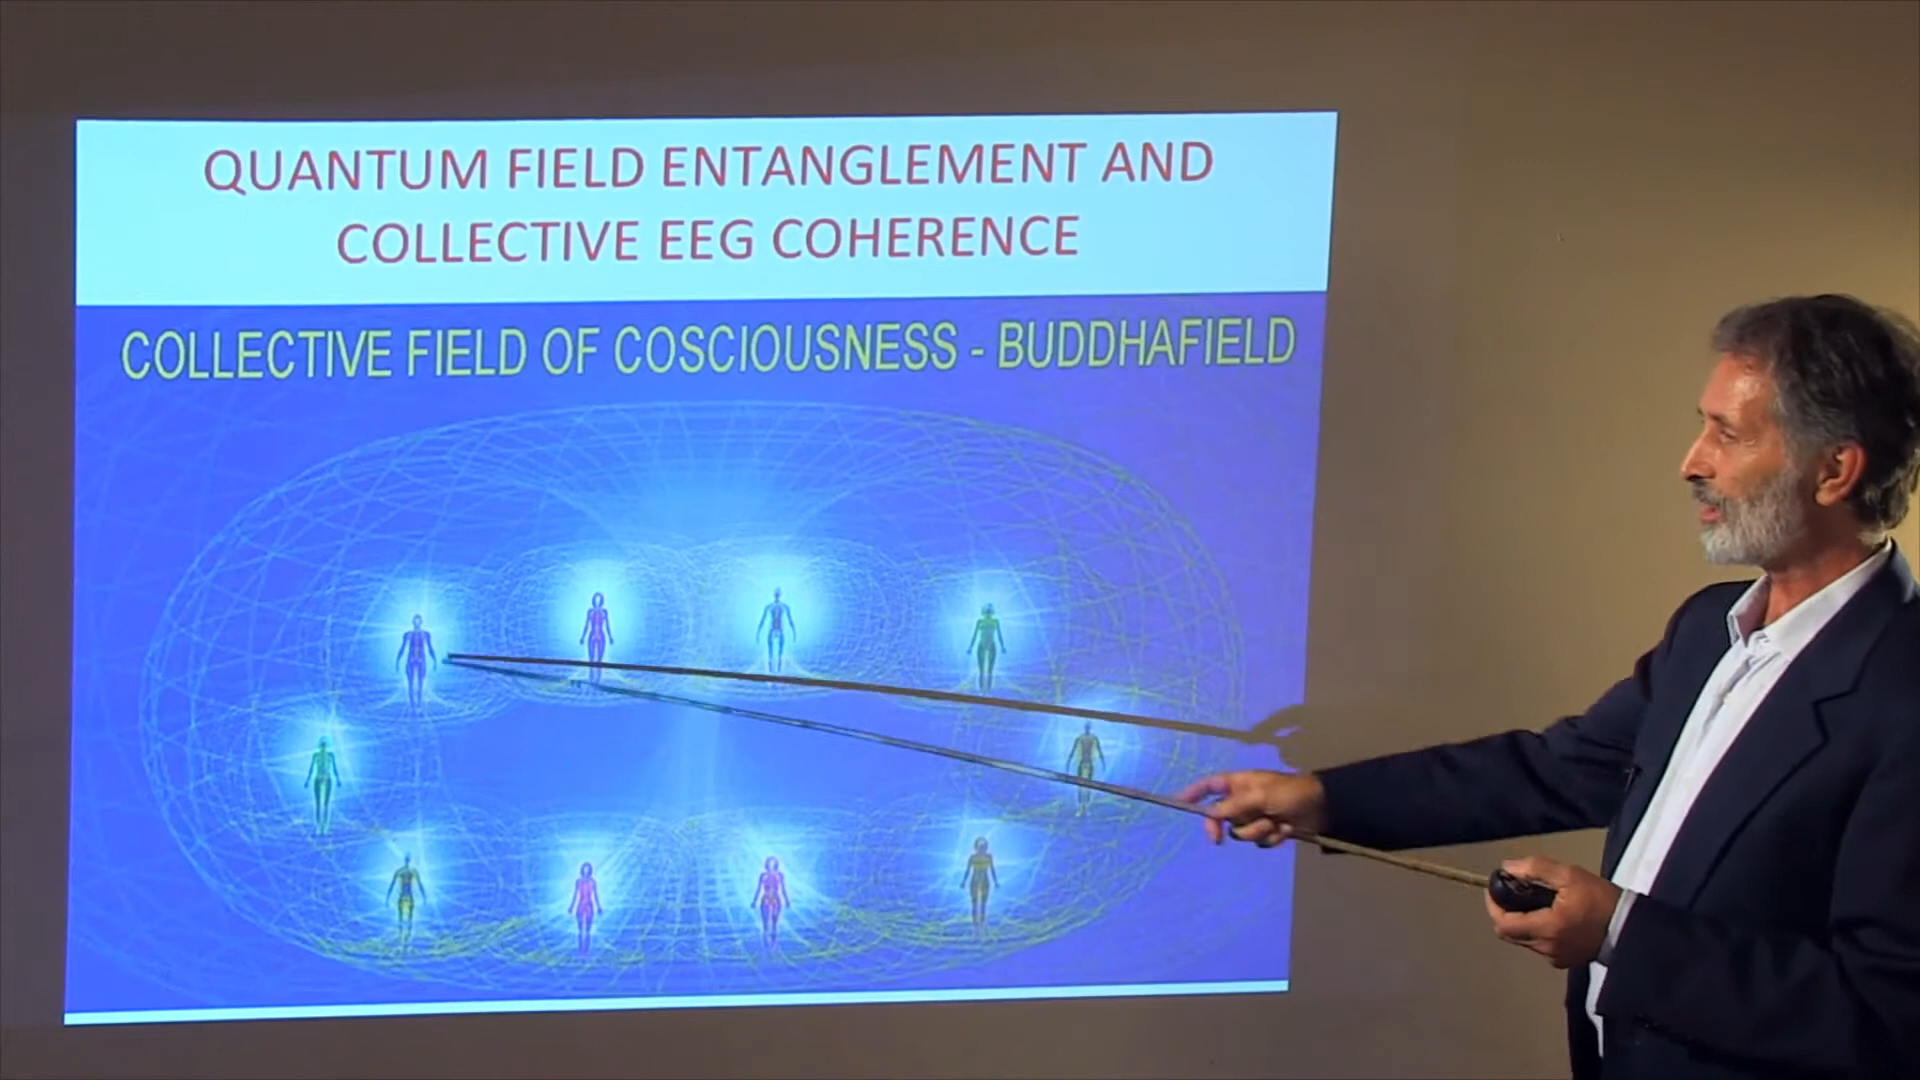 QUANTUM FIELD ENTANGLEMENT AND
COLLECTIVE EEG COHERENCE
COLLECTIVE FIELD OF COSCIOUSNESS - BUDDHAFIELD